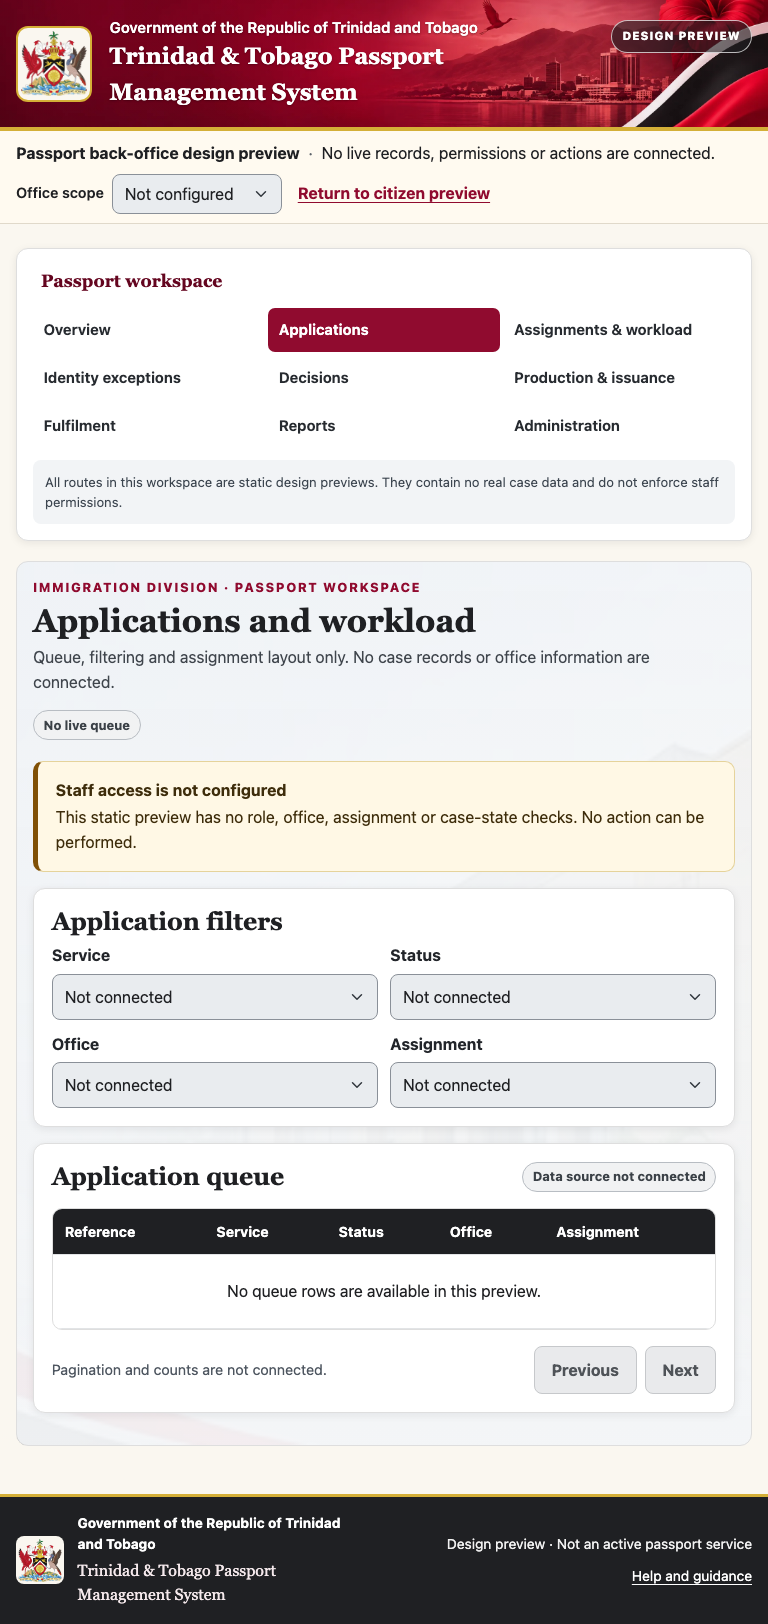 Government of the Republic of Trinidad and Tobago
Trinidad & Tobago Passport
Management System
DESIGN PREVIEW
Passport back-office design preview · No live records, permissions or actions are connected.
Office scope
Not configured
Return to citizen preview
Passport workspace
Overview
Applications
Assignments & workload
Identity exceptions
Decisions
Production & issuance
Fulfilment
Reports
Administration
All routes in this workspace are static design previews. They contain no real case data and do not enforce staff
permissions.
IMMIGRATION DIVISION · PASSPORT WORKSPACE
Applications and workload
Queue, filtering and assignment layout only. No case records or office information are
connected.
No live queue
Staff access is not configured
This static preview has no role, office, assignment or case-state checks. No action can be
performed.
Application filters
Service
Status
Not connected
Not connected
Office
Assignment
Not connected
Not connected
Application queue
Data source not connected
Reference Service Status Office Assignment
No queue rows are available in this preview.
Pagination and counts are not connected.
Previous
Next
Government of the Republic of Trinidad
and Tobago
Trinidad & Tobago Passport
Management System
Design preview · Not an active passport service
Help and guidance